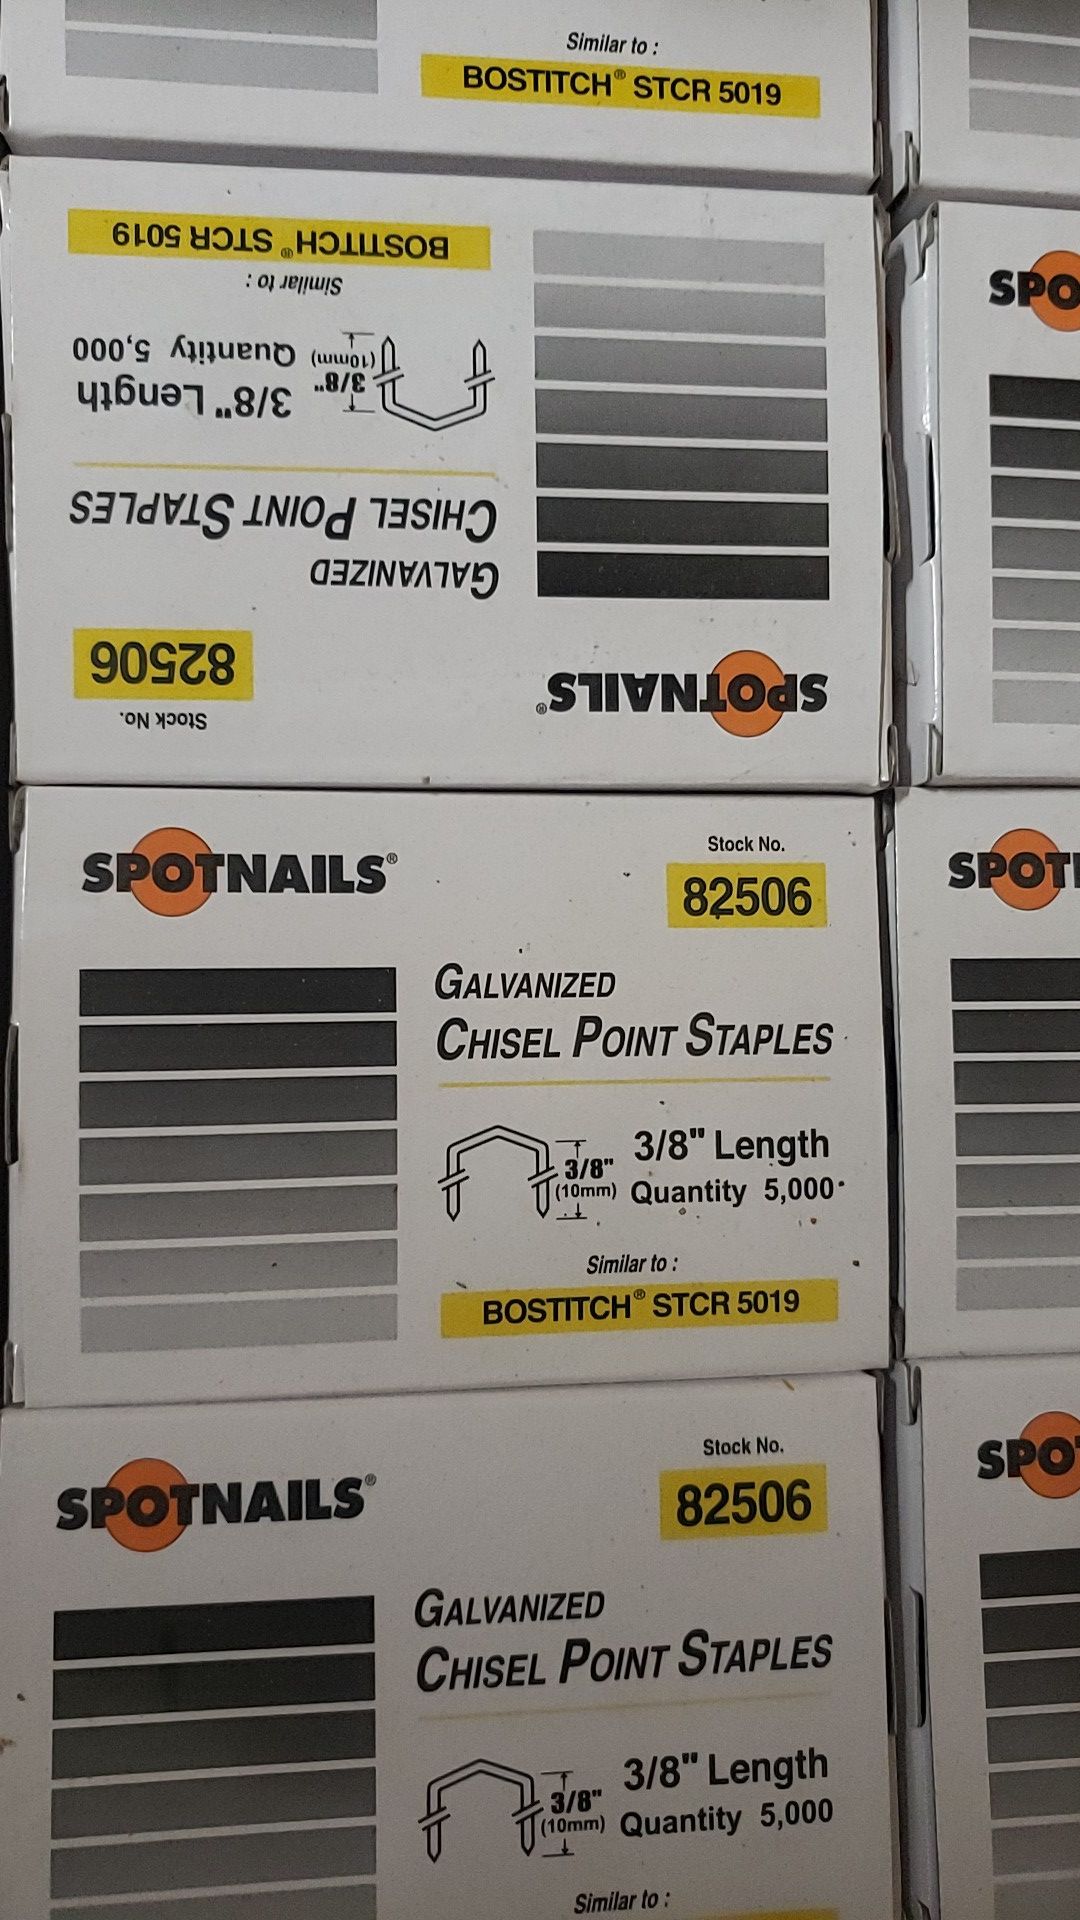 Similar to :
BOSTITCH® STCR 5019
SPOTNAILS®
Stock No.
82506
GALVANIZED
CHISEL POINT STAPLES
3/8" 3/8" Length
(10mm) Quantity 5,000
Similar to :
BOSTITCH® STCR 5019
SPO
SPOTNAILS®
Stock No.
82506
GALVANIZED
CHISEL POINT STAPLES
3/8" 3/8" Length
(10mm) Quantity 5,000
Similar to :
BOSTITCH® STCR 5019
SPOT
SPOTNAILS®
Stock No.
82506
GALVANIZED
CHISEL POINT STAPLES
3/8" 3/8" Length
(10mm) Quantity 5,000
Similar to :
SPO